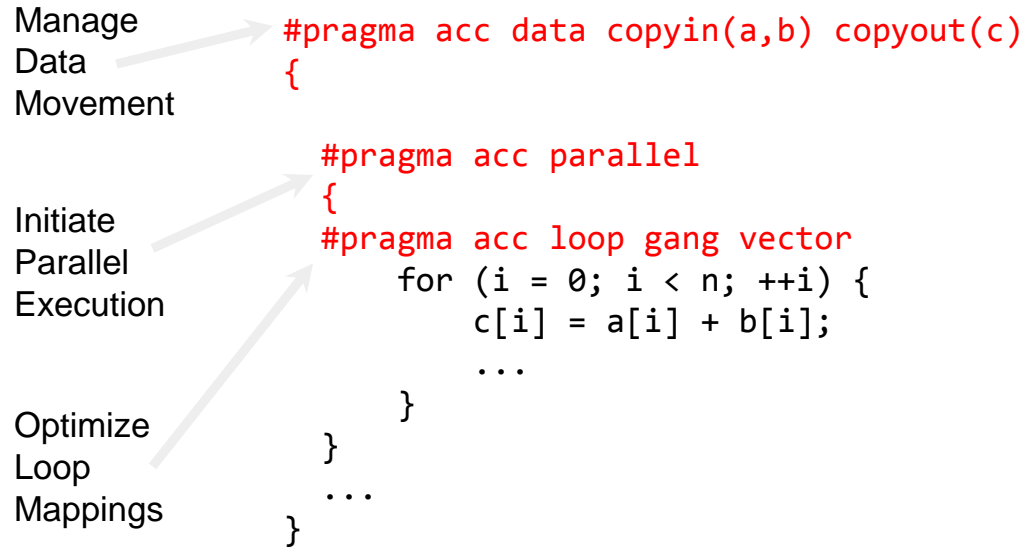 Manage
Data
Movement
#pragma acc data copyin(a,b) copyout(c)
{
#pragma acc parallel
{
Initiate
Parallel
Execution
#pragma acc loop gang vector
for (i = 0; i < n; ++i) {
c[i] = a[i] + b[i];
...
}
Optimize
Loop
Mappings
}
...
}